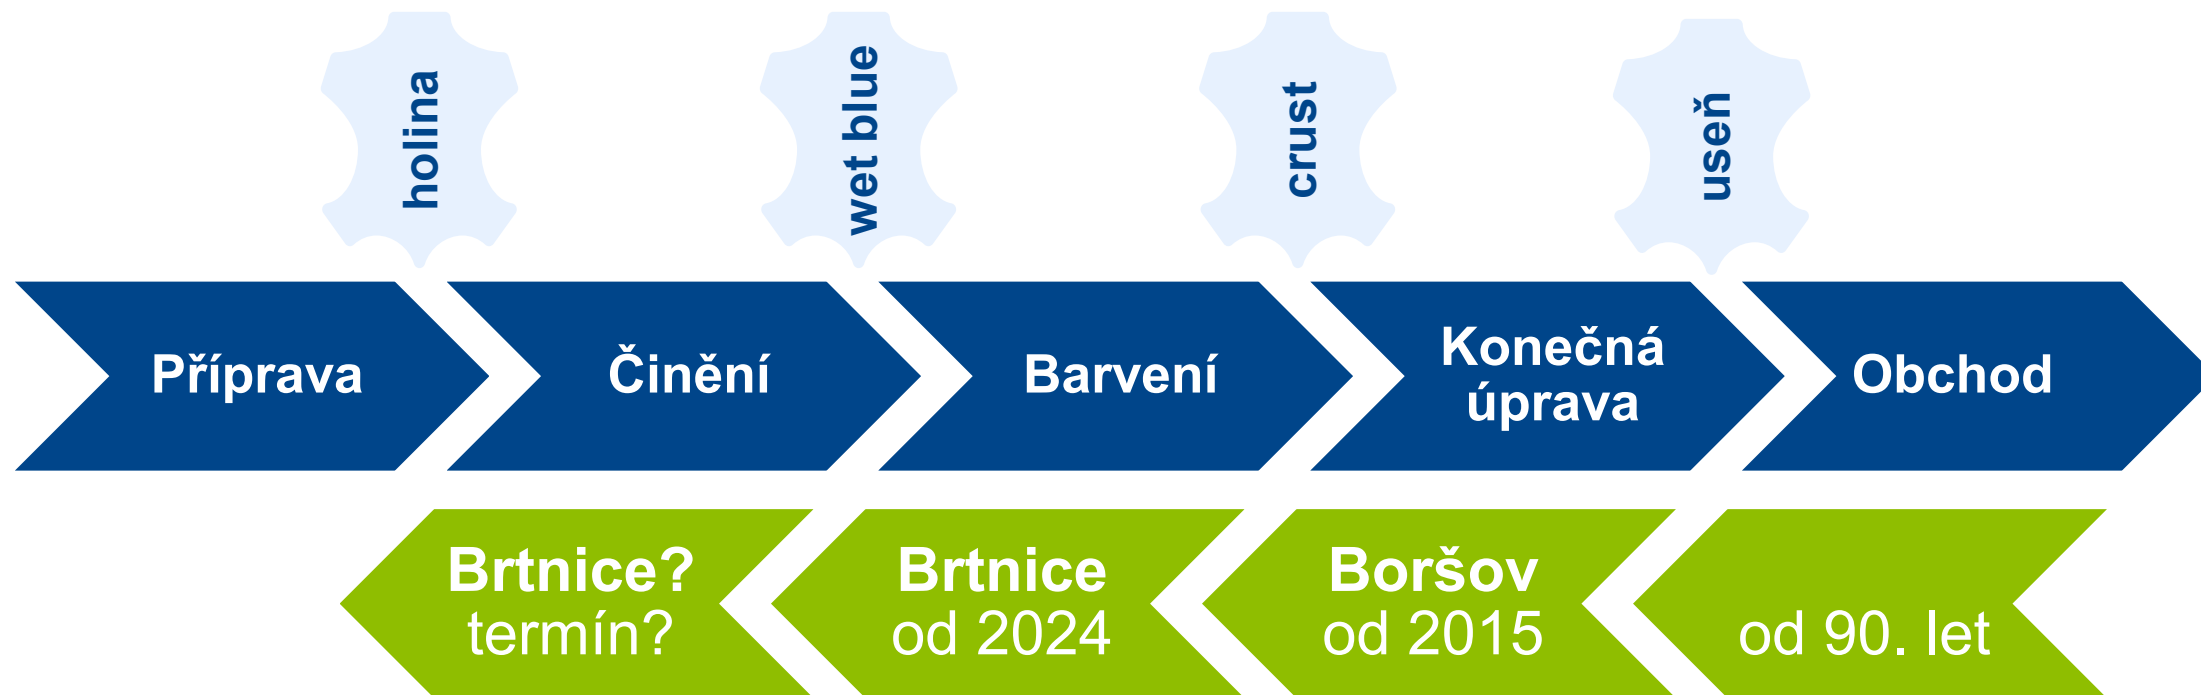 holina
wet blue
crust
useň
Příprava
Činění
Barvení
Konečná
úprava
Obchod
Brtnice?
termín?
Brtnice
od 2024
Boršov
od 2015
od 90. let